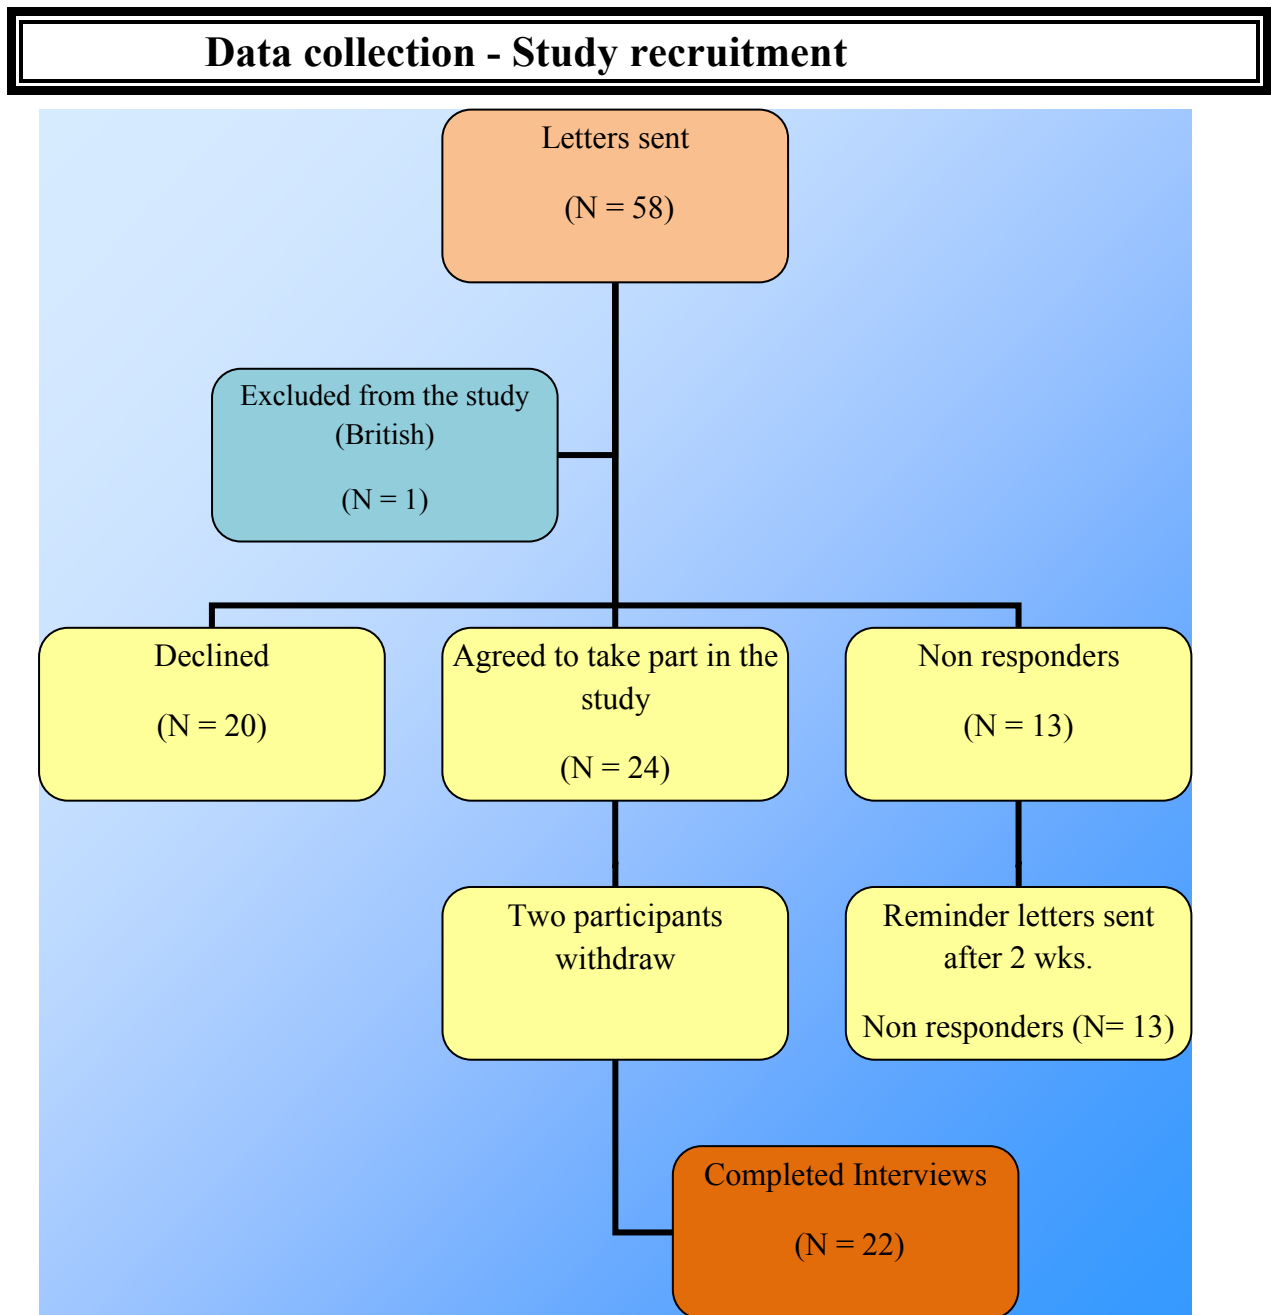 Data collection - Study recruitment
Letters sent
(N = 58)
Excluded from the study
(British)
(N = 1)
Declined
(N = 20)
Agreed to take part in the
study
(N = 24)
Non responders
(N = 13)
Two participants
withdraw
Reminder letters sent
after 2 wks.
Non responders (N= 13)
Completed Interviews
(N = 22)